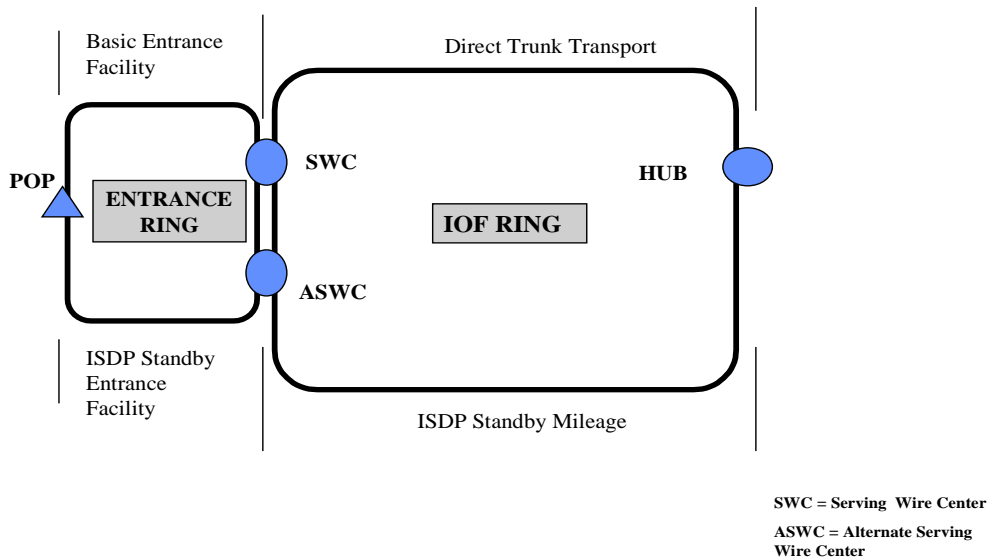 Basic Entrance
Facility
Direct Trunk Transport
SWC
HUB
POP
ENTRANCE
RING
IOF RING
ASWC
ISDP Standby
Entrance
Facility
ISDP Standby Mileage
SWC = Serving Wire Center
ASWC = Alternate Serving
Wire Center